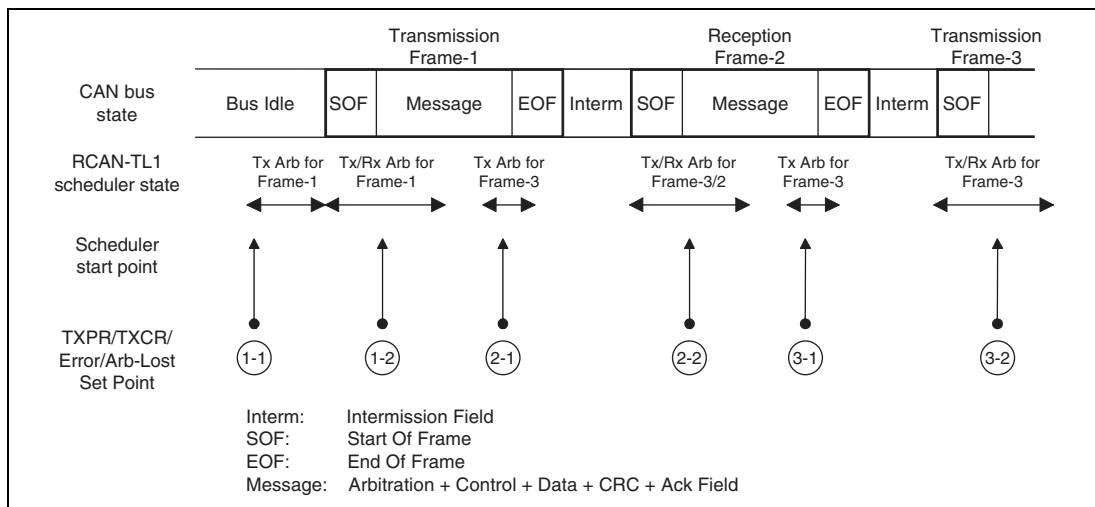 Transmission
Frame-1
Reception
Frame-2
Transmission
Frame-3
CAN bus
state
Bus Idle
SOF
Message
EOF
Interm
SOF
Message
EOF
Interm
SOF
RCAN-TL1
scheduler state
Tx Arb for
Frame-1
Tx/Rx Arb for
Frame-1
Tx Arb for
Frame-3
Tx/Rx Arb for
Frame-3/2
Tx Arb for
Frame-3
Tx/Rx Arb for
Frame-3
Scheduler
start point
TXPR/TXCR/
Error/Arb-Lost
Set Point
1-1
1-2
2-1
2-2
3-1
3-2
Interm: Intermission Field
SOF: Start Of Frame
EOF: End Of Frame
Message: Arbitration + Control + Data + CRC + Ack Field